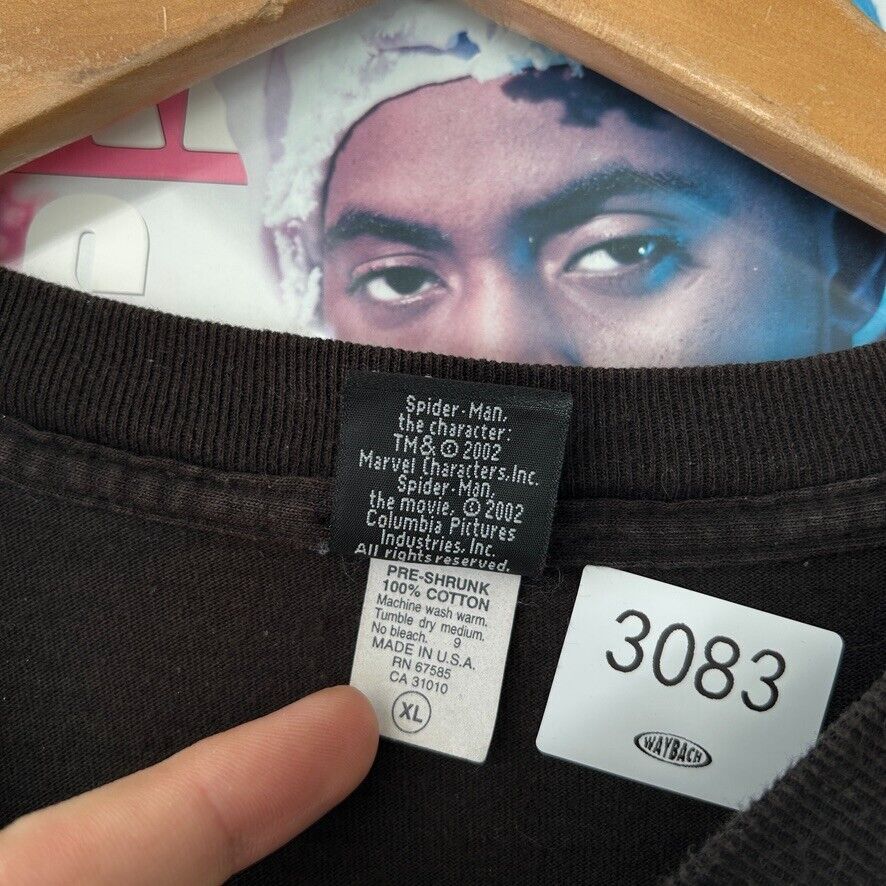 Spider-Man,
the character:
TM& © 2002
Marvel Characters, Inc.
Spider-Man,
the movie, © 2002
Columbia Pictures
Industries, Inc.
All rights reserved.
PRE-SHRUNK
100% COTTON
Machine wash warm.
Tumble dry medium.
No bleach. 9
MADE IN U.S.A.
RN 67585
CA 31010
XL
3083
WAYBACH